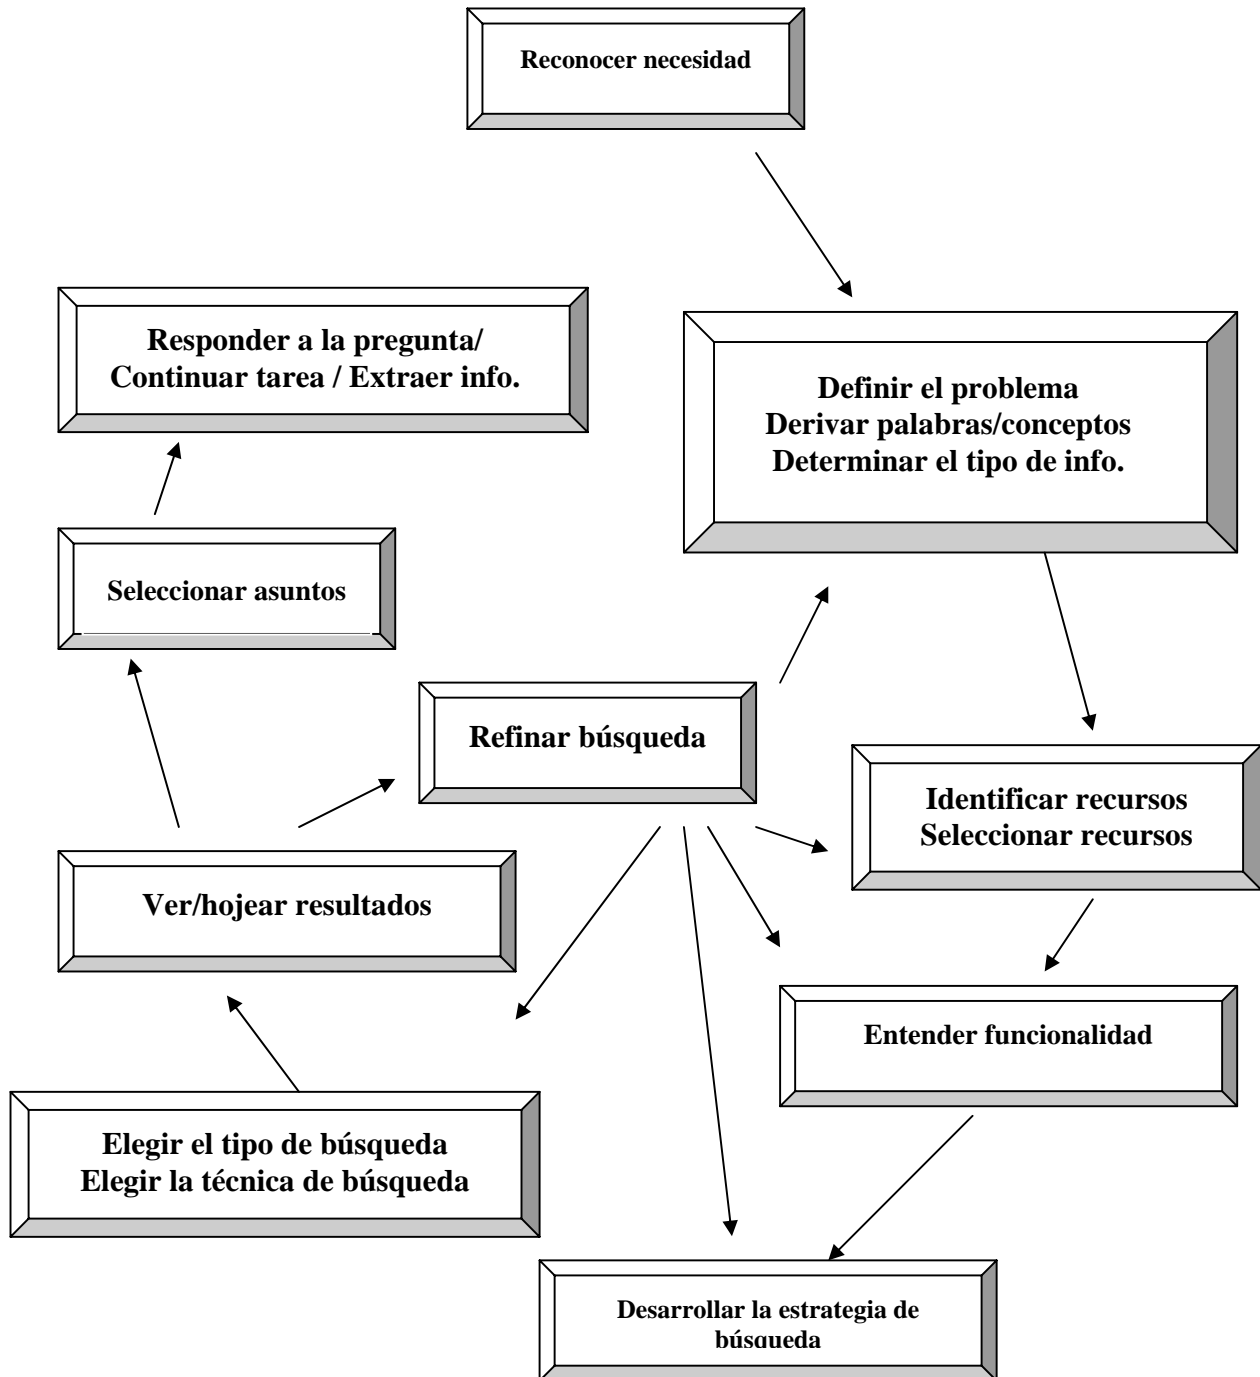 Reconocer necesidad
Responder a la pregunta/
Continuar tarea / Extraer info.
Definir el problema
Derivar palabras/conceptos
Determinar el tipo de info.
Seleccionar asuntos
Refinar búsqueda
Identificar recursos
Seleccionar recursos
Ver/hojear resultados
Entender funcionalidad
Elegir el tipo de búsqueda
Elegir la técnica de búsqueda
Desarrollar la estrategia de
búsqueda